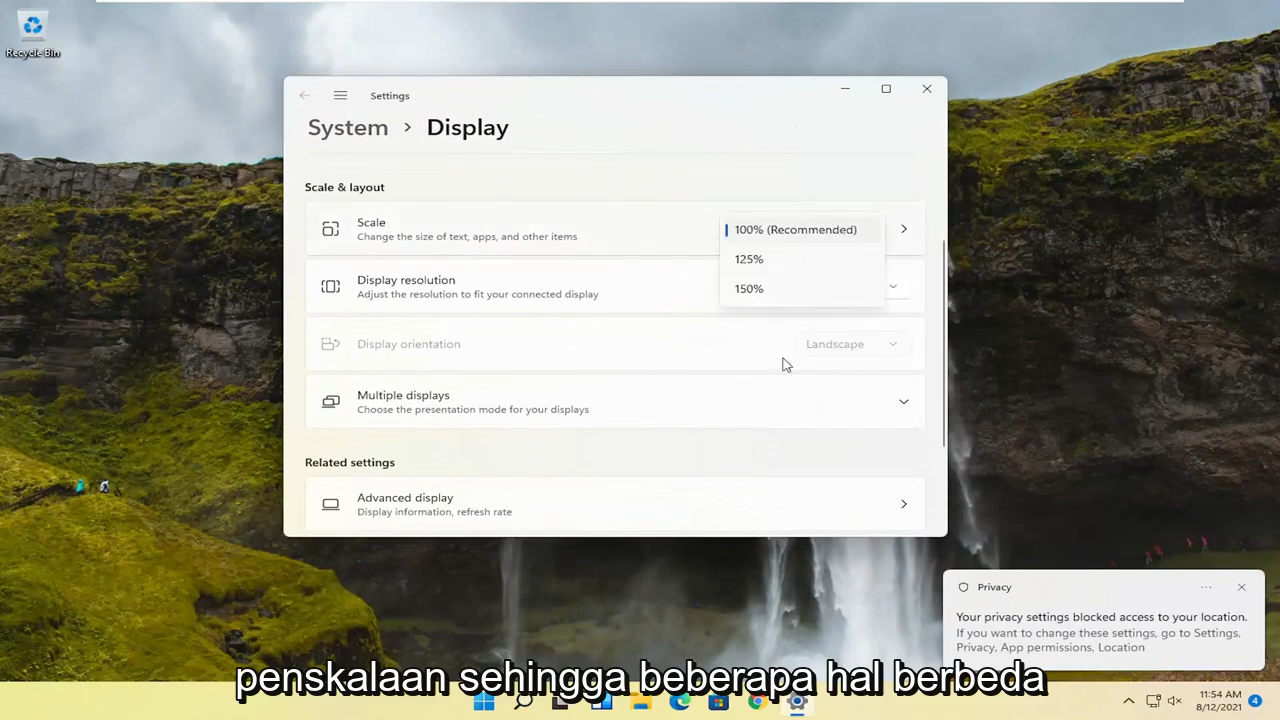 Recycle Bin
Settings
System > Display
Scale & layout
Scale
Change the size of text, apps, and other items
100% (Recommended)
125%
150%
Display resolution
Adjust the resolution to fit your connected display
Display orientation
Landscape
Multiple displays
Choose the presentation mode for your displays
Related settings
Advanced display
Display information, refresh rate
Privacy
Your privacy settings blocked access to your location.
If you want to change these settings, go to Settings,
Privacy, App permissions, Location
penskalaan sehingga beberapa hal berbeda
11:54 AM
8/12/2021
4